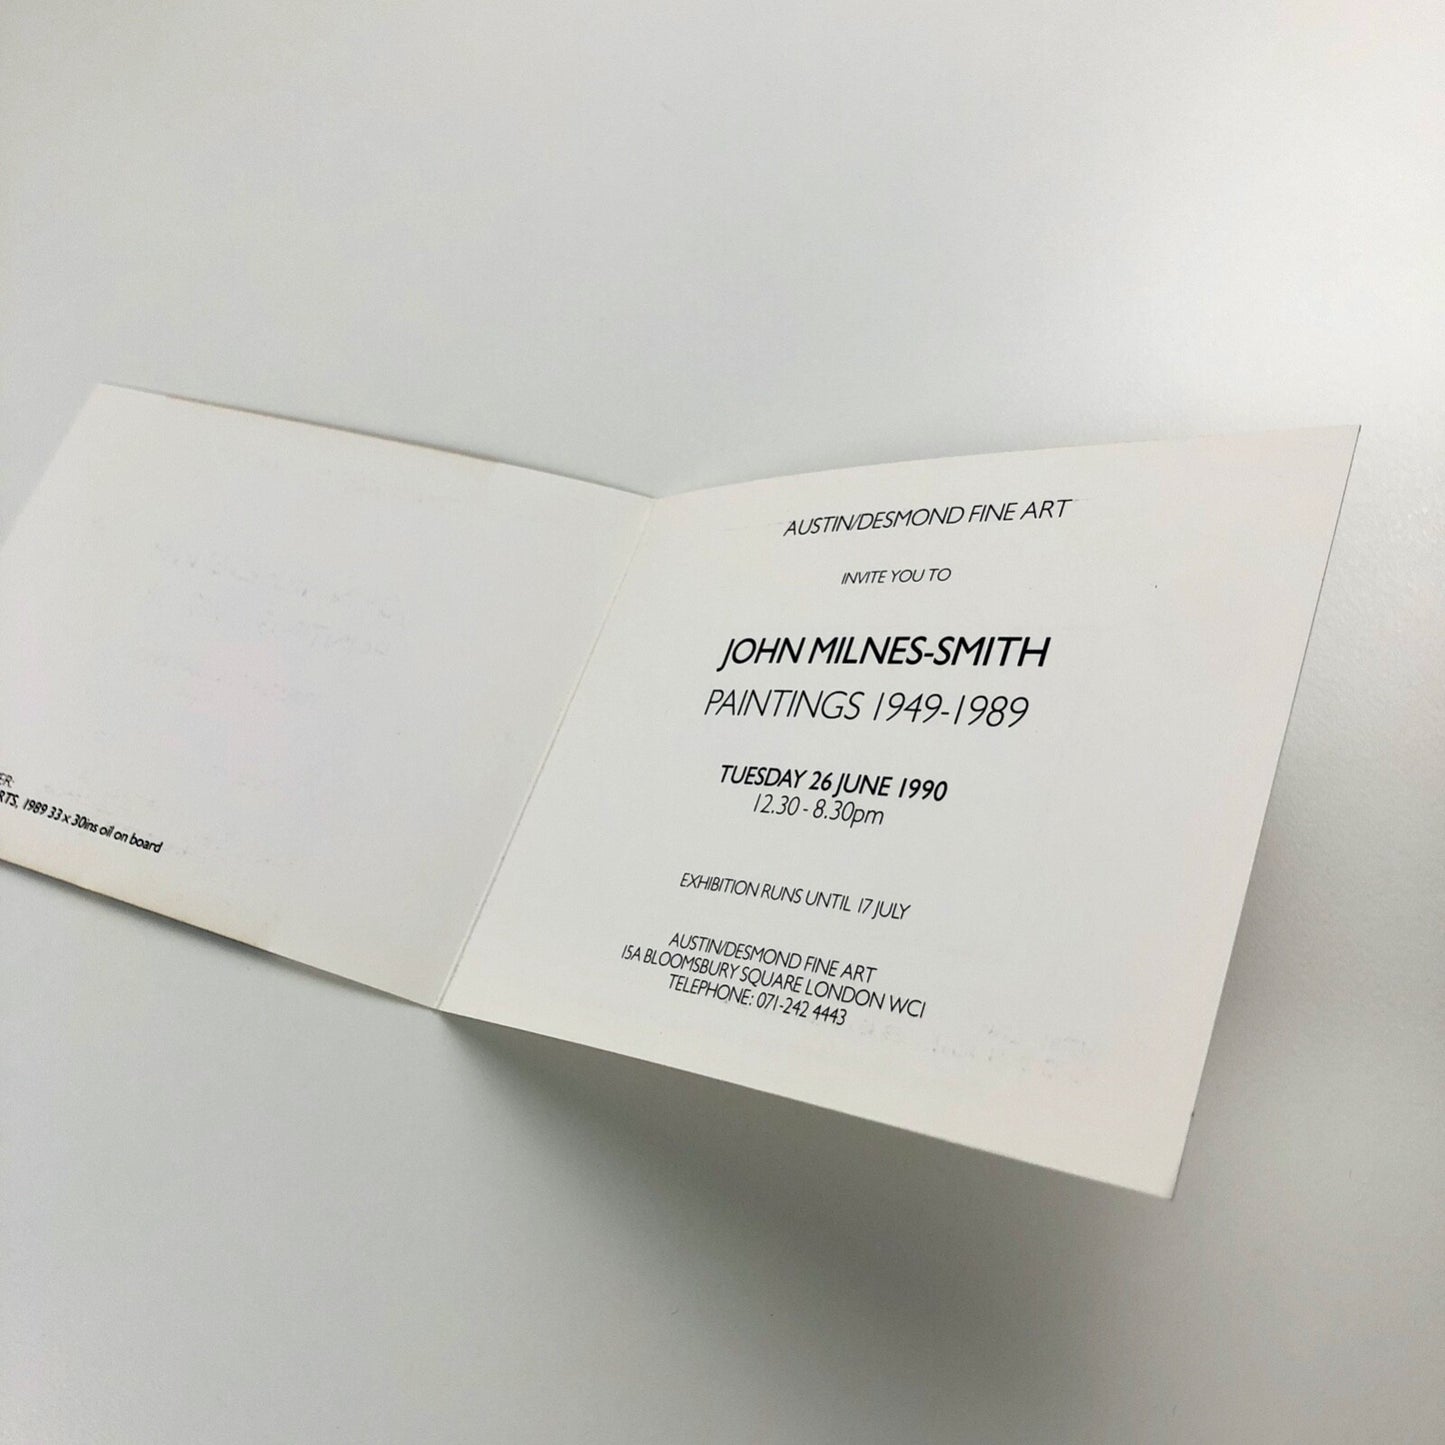 1989 33 x 30ins oil on board
AUSTIN/DESMOND FINE ART
INVITE YOU TO
JOHN MILNES-SMITH
PAINTINGS 1949-1989
TUESDAY 26 JUNE 1990
12.30 - 8.30pm
EXHIBITION RUNS UNTIL 17 JULY
AUSTIN/DESMOND FINE ART
15A BLOOMSBURY SQUARE LONDON WC1
TELEPHONE: 071-242 4443